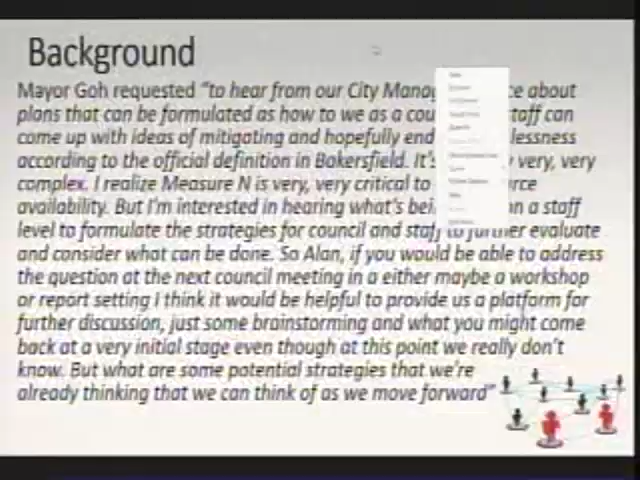 Background
Mayor Goh requested “to hear from our City Manag ce about
plans that can be formulated as how to we as a cou staff can
come up with ideas of mitigating and hopefully end lessness
according to the official definition in Bakersfield. It's very, very
complex. I realize Measure N is very, very critical to rce
availability. But I'm interested in hearing what's bei on a staff
level to formulate the strategies for council and staff to further evaluate
and consider what can be done. So Alan, if you would be able to address
the question at the next council meeting in a either maybe a workshop
or report setting I think it would be helpful to provide us a platform for
further discussion, just some brainstorming and what you might come
back at a very initial stage even though at this point we really don't
know. But what are some potential strategies that we're
already thinking that we can think of as we move forward”